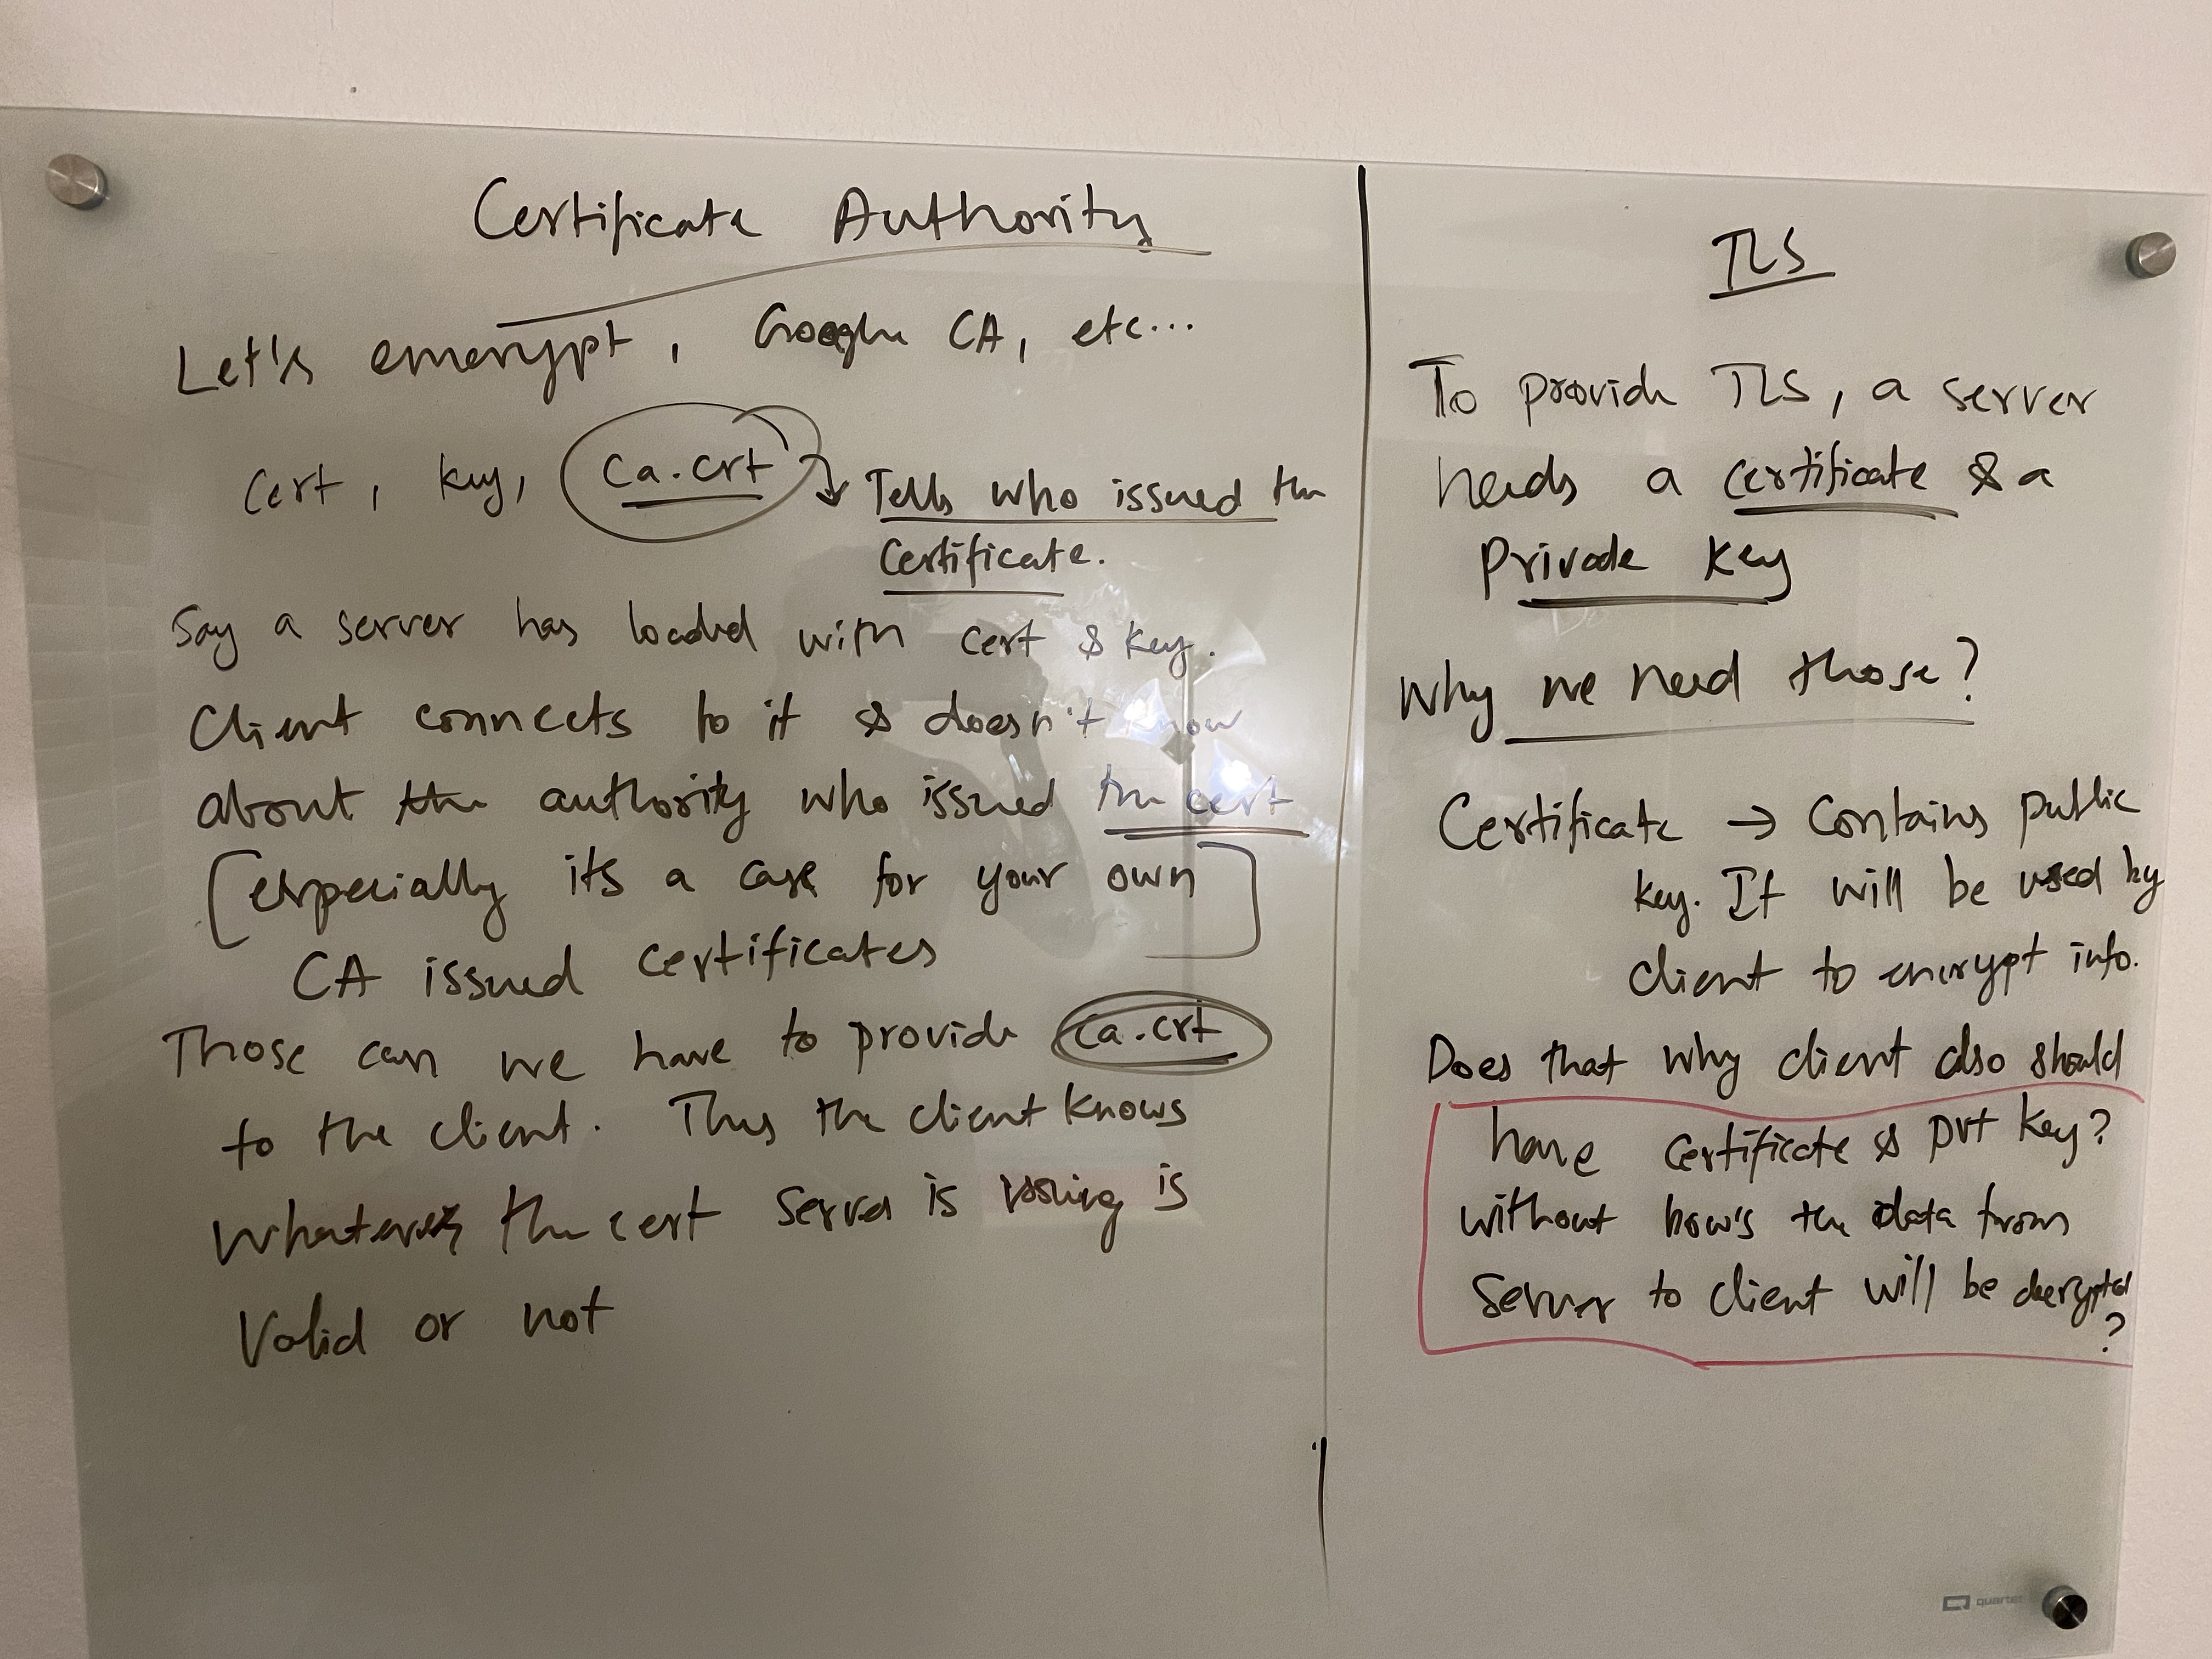 Certificate Authority
Let's emcrypt, Google CA, etc...
cert, key, ca.crt Tells who issued the
certificate.
Say a server has loaded with cert & key.
Client connects to it & doesn't know
about the authority who issued the cert
[especially its a case for your own]
CA issued certificates
Those can we have to provide ca.crt
to the client. Thus the client knows
whatever the cert server is using is
valid or not
TLS
To provide TLS, a server
needs a certificate & a
private key
Why we need those?
Certificate → Contains public
key. It will be used by
client to encrypt info.
Does that why client also should
have certificate & pvt key?
without how's the data from
server to client will be decrypted
?
quartet